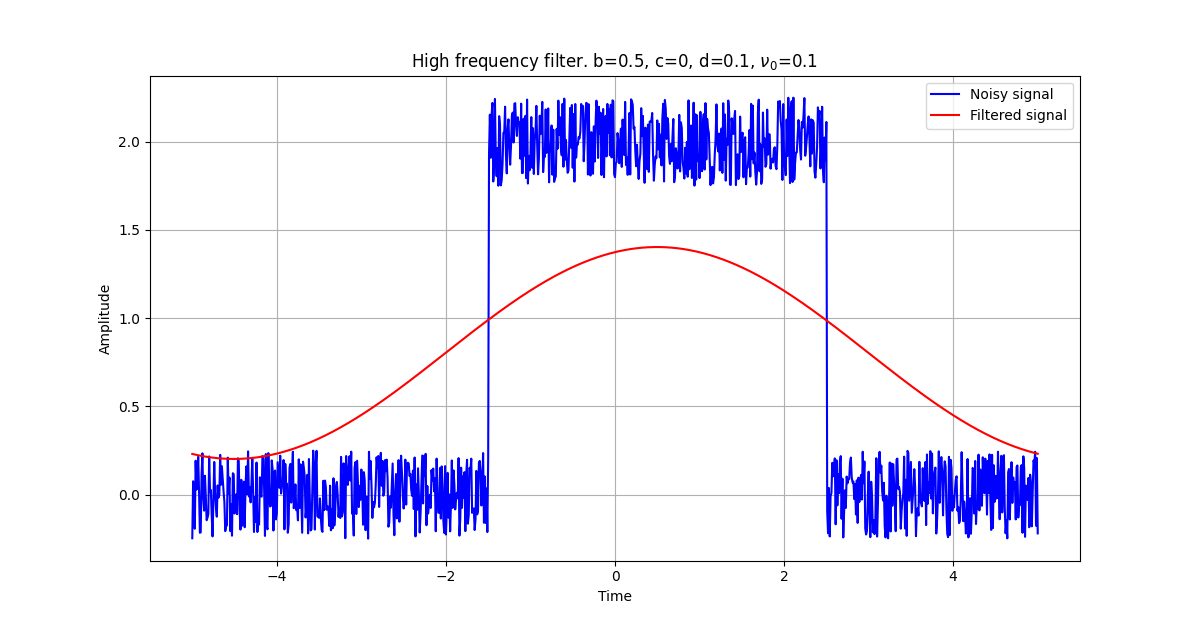 High frequency filter. b=0.5, c=0, d=0.1, ν₀=0.1
Noisy signal
Filtered signal
Amplitude
2.0
1.5
1.0
0.5
0.0
−4
−2
0
2
4
Time